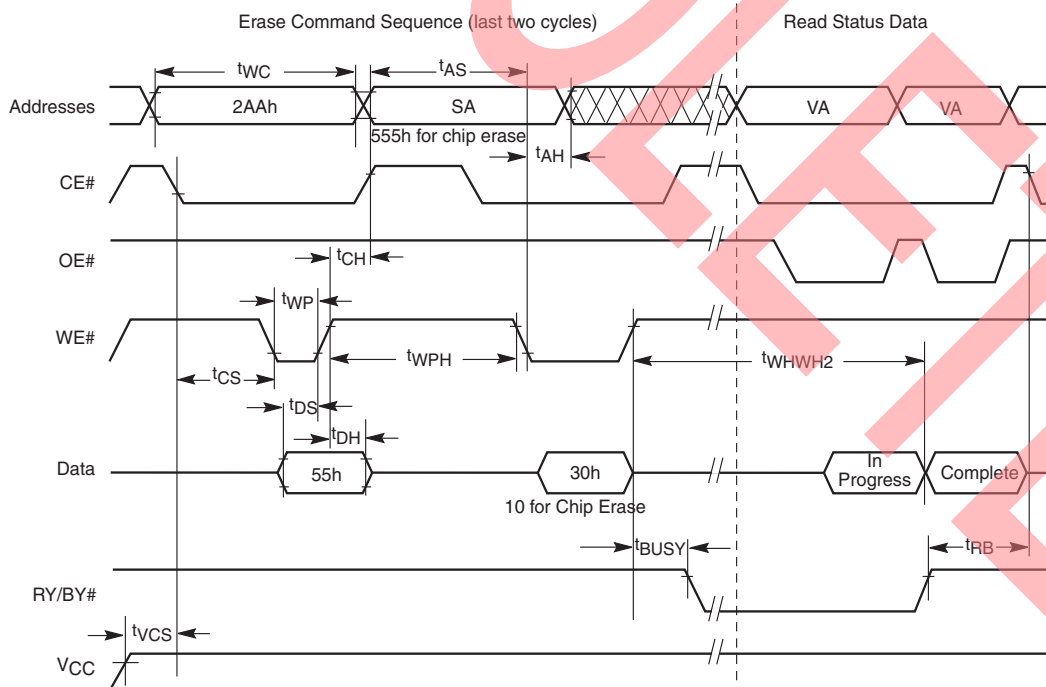 Erase Command Sequence (last two cycles)
Read Status Data
tWC
tAS
Addresses
2AAh
SA
VA
VA
555h for chip erase
tAH
CE#
OE#
tCH
tWP
WE#
tWPH
tWHWH2
tCS
tDS
tDH
Data
55h
30h
In
Progress
Complete
10 for Chip Erase
tBUSY
tRB
RY/BY#
tVCS
VCC